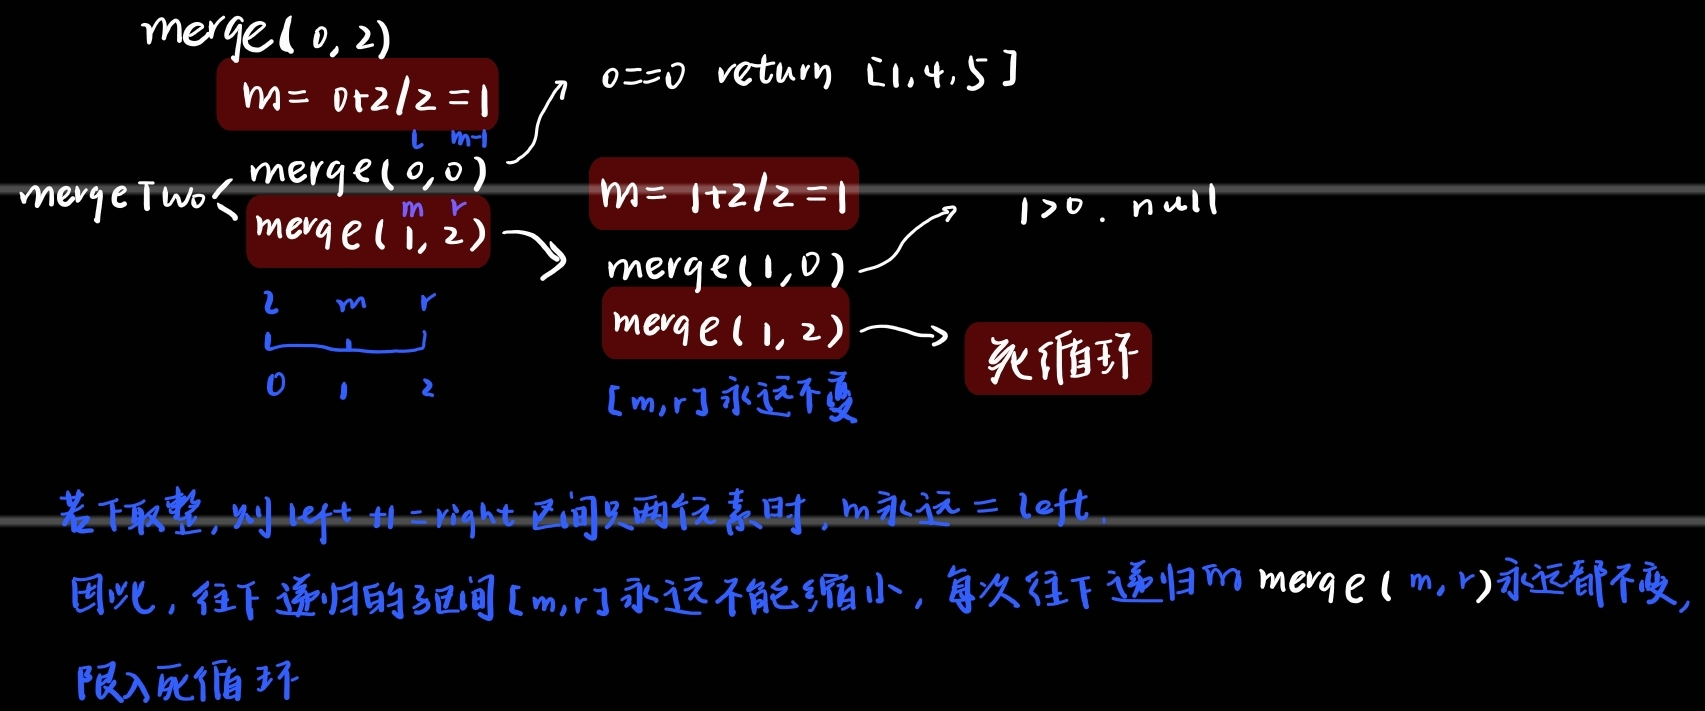 merge(0,2)
m= 0+2/2=1
0==0 return [1,4,5]
l m-1
merge(0,0)
mergeTwo
m r
merge(1,2)
m= 1+2/2=1
1>0. null
merge(1,0)
merge(1,2)
死循环
[m,r]永远不变
l m r
0 1 2
若下取整,则 left +1=right 区间只两位元素时,m永远= left.
因此,往下递归的区间[m,r]永远不能缩小,每次往下递归m merge(m,r)永远都不变,
限入死循环